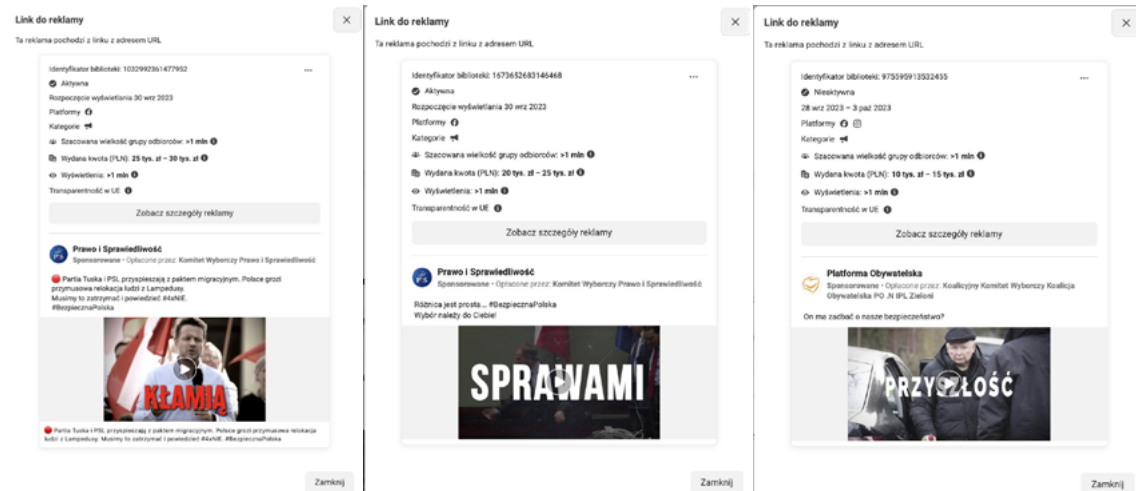 Link do reklamy
Ta reklama pochodzi z linku z adresem URL
Identyfikator biblioteki: 1032992361477952
Aktywna
Rozpoczęcie wyświetlania 30 wrz 2023
Platformy
Kategorie
Szacowana wielkość grupy odbiorców: >1 mln
Wydana kwota (PLN): 25 tys. zł – 30 tys. zł
Wyświetlenia: >1 mln
Transparentność w UE
Zobacz szczegóły reklamy
Prawo i Sprawiedliwość
Sponsorowane • Opłacone przez: Komitet Wyborczy Prawo i Sprawiedliwość
Partia Tuska i PSL przyspieszają z paktem migracyjnym. Polsce grozi
przymusowa relokacja ludzi z Lampedusy.
Musimy to zatrzymać i powiedzieć #4xNIE.
#BezpiecznaPolska
KŁAMIĄ
Partia Tuska i PSL przyspieszają z paktem migracyjnym. Polsce grozi przymusowa relokacja
ludzi z Lampedusy. Musimy to zatrzymać i powiedzieć #4xNIE. #BezpiecznaPolska
Zamknij
Link do reklamy
Ta reklama pochodzi z linku z adresem URL
Identyfikator biblioteki: 1673652683146468
Aktywna
Rozpoczęcie wyświetlania 30 wrz 2023
Platformy
Kategorie
Szacowana wielkość grupy odbiorców: >1 mln
Wydana kwota (PLN): 20 tys. zł – 25 tys. zł
Wyświetlenia: >1 mln
Transparentność w UE
Zobacz szczegóły reklamy
Prawo i Sprawiedliwość
Sponsorowane • Opłacone przez: Komitet Wyborczy Prawo i Sprawiedliwość
Różnica jest prosta... #BezpiecznaPolska
Wybór należy do Ciebie!
SPRAWAMI
Zamknij
Link do reklamy
Ta reklama pochodzi z linku z adresem URL
Identyfikator biblioteki: 975595913532455
Nieaktywna
28 wrz 2023 – 3 paź 2023
Platformy
Kategorie
Szacowana wielkość grupy odbiorców: >1 mln
Wydana kwota (PLN): 10 tys. zł – 15 tys. zł
Wyświetlenia: >1 mln
Transparentność w UE
Zobacz szczegóły reklamy
Platforma Obywatelska
Sponsorowane • Opłacone przez: Koalicyjny Komitet Wyborczy Koalicja
Obywatelska PO .N IPL Zieloni
On ma zadbać o nasze bezpieczeństwo?
PRZYSZŁOŚĆ
Zamknij